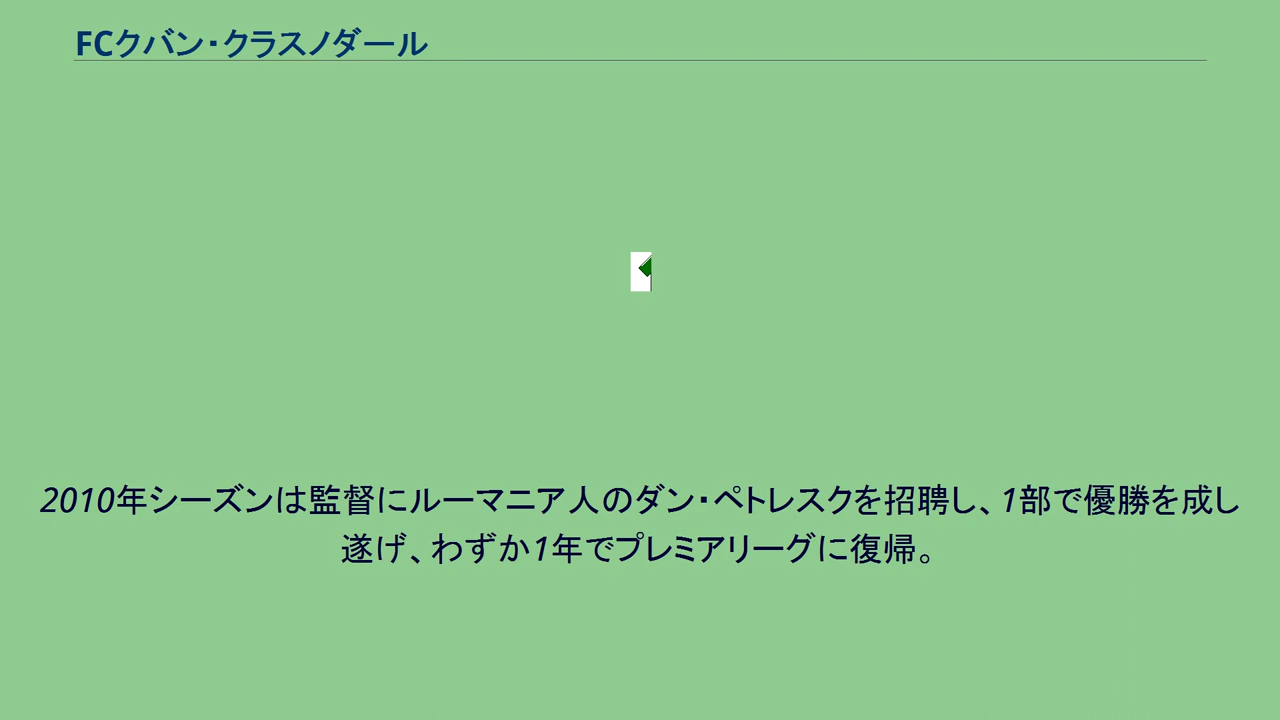 FCクバン・クラスノダール
2010年シーズンは監督にルーマニア人のダン・ペトレスクを招聘し、1部で優勝を成し
遂げ、わずか1年でプレミアリーグに復帰。